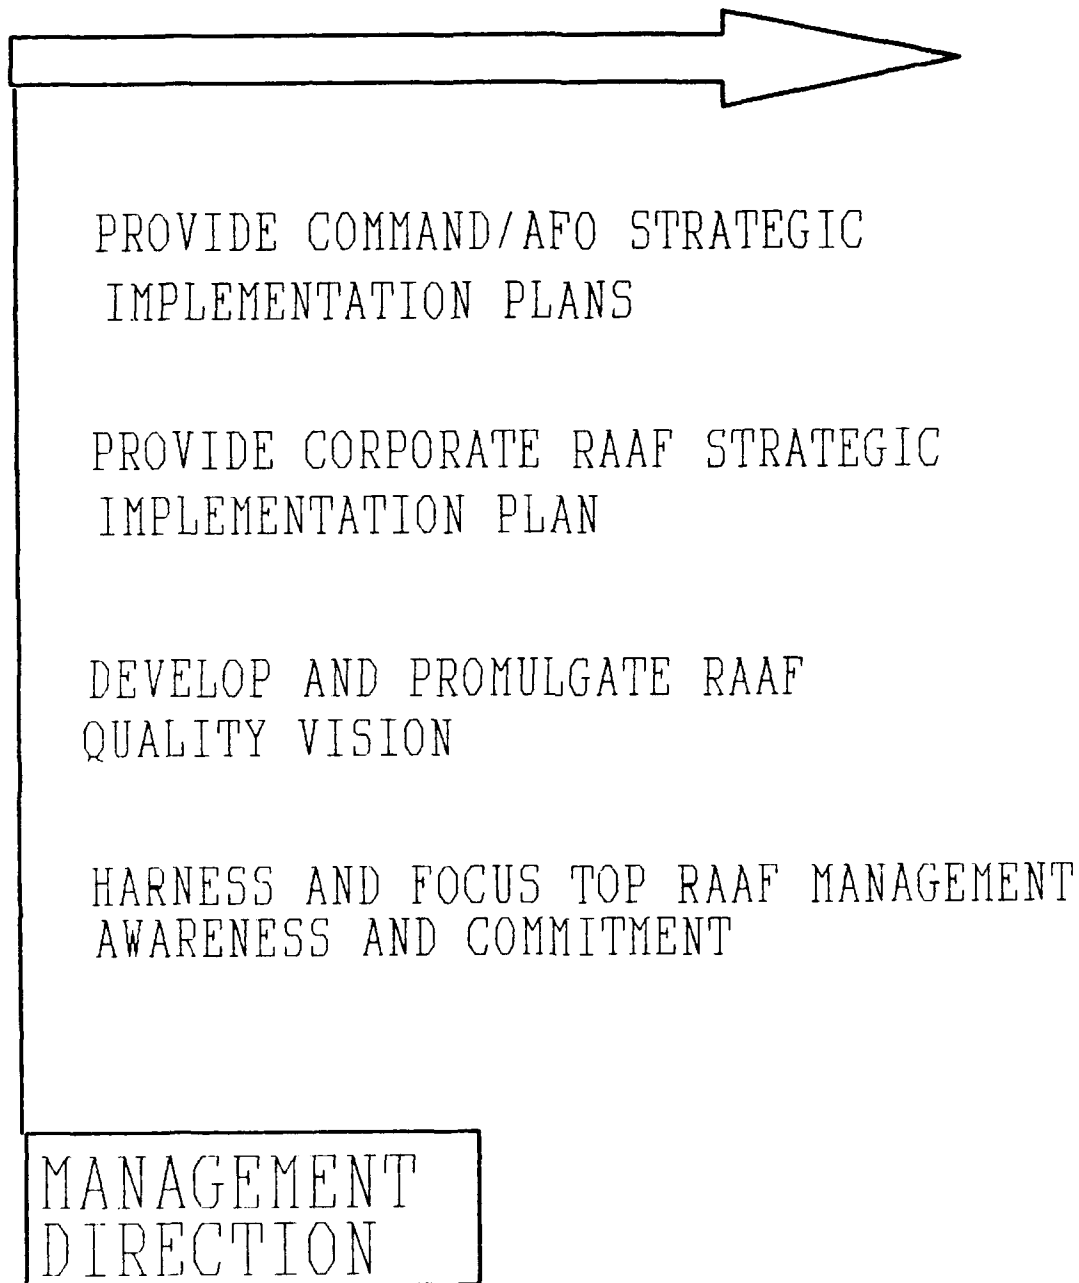 PROVIDE COMMAND/AFO STRATEGIC
IMPLEMENTATION PLANS
PROVIDE CORPORATE RAAF STRATEGIC
IMPLEMENTATION PLAN
DEVELOP AND PROMULGATE RAAF
QUALITY VISION
HARNESS AND FOCUS TOP RAAF MANAGEMENT
AWARENESS AND COMMITMENT
MANAGEMENT
DIRECTION